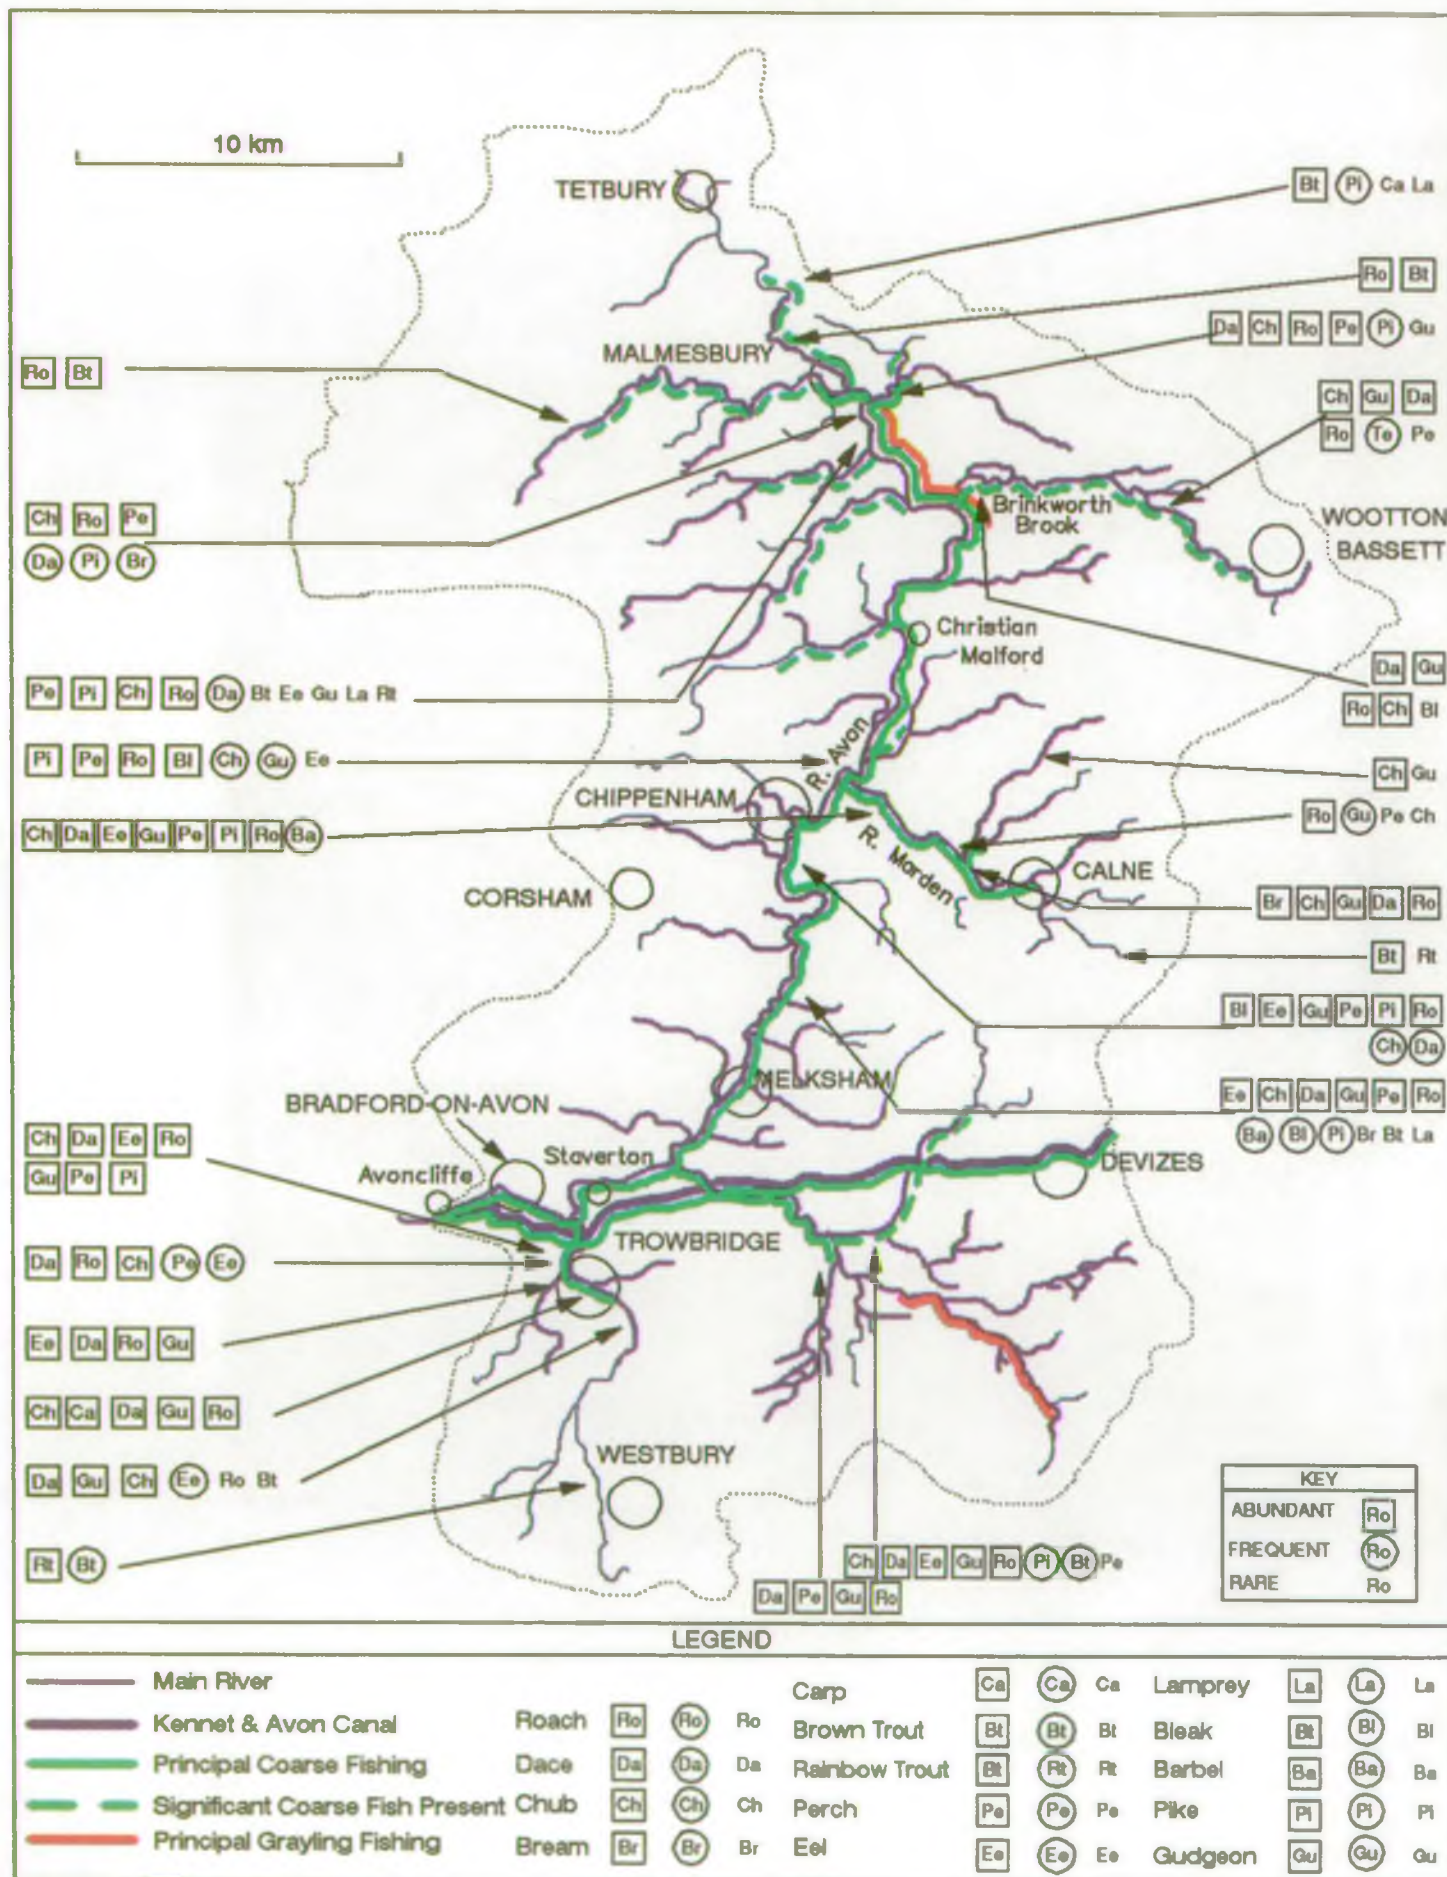 10 km
TETBURY
Bt Pi Ca La
Ro Bt
MALMESBURY
Da Ch Ro Pe Pi Gu
Ro Bt
Ch Gu Da
Ro Te Pe
Ch Ro Pe
Da Pi Br
Brinkworth
Brook
WOOTTON
BASSETT
Christian
Malford
Da Gu
Ro Ch Bl
Pe Pi Ch Ro Da Bt Ee Gu La Rt
Pi Pe Ro Bl Ch Gu Ee
R. Avon
Ch Gu
CHIPPENHAM
Ro Gu Pe Ch
Ch Da Ee Gu Pe Pi Ro Ba
R. Marden
CALNE
CORSHAM
Br Ch Gu Da Ro
Bt Rt
Bl Ee Gu Pe Pi Ro
Ch Da
MELKSHAM
Ee Ch Da Gu Pe Ro
Ba Bl Pi Br Bt La
BRADFORD-ON-AVON
Ch Da Ee Ro
Gu Pe Pi
Staverton
Avoncliffe
DEVIZES
TROWBRIDGE
Da Ro Ch Pe Ee
Ee Da Ro Gu
Ch Ca Da Gu Ro
WESTBURY
Da Gu Ch Ee Ro Bt
Rt Bt
Ch Da Ee Gu Ro Pi Bt Pe
Da Pe Gu Ro
KEY
ABUNDANT Ro
FREQUENT Ro
RARE Ro
LEGEND
Main River
Kennet & Avon Canal
Principal Coarse Fishing
Significant Coarse Fish Present
Principal Grayling Fishing
Roach Ro Ro Ro
Dace Da Da Da
Chub Ch Ch Ch
Bream Br Br Br
Carp Ca Ca Ca
Brown Trout Bt Bt Bt
Rainbow Trout Bt Rt Rt
Perch Pe Pe Pe
Eel Ee Ee Ee
Lamprey La La La
Bleak Bt Bl Bl
Barbel Ba Ba Ba
Pike Pi Pi Pi
Gudgeon Gu Gu Gu